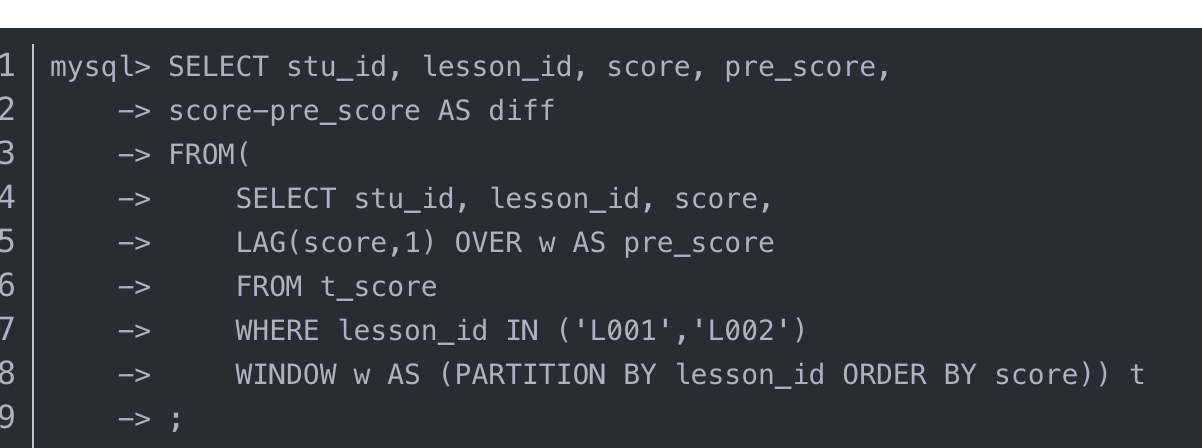 1 mysql> SELECT stu_id, lesson_id, score, pre_score,
2 -> score-pre_score AS diff
3 -> FROM(
4 -> SELECT stu_id, lesson_id, score,
5 -> LAG(score,1) OVER w AS pre_score
6 -> FROM t_score
7 -> WHERE lesson_id IN ('L001','L002')
8 -> WINDOW w AS (PARTITION BY lesson_id ORDER BY score)) t
9 -> ;